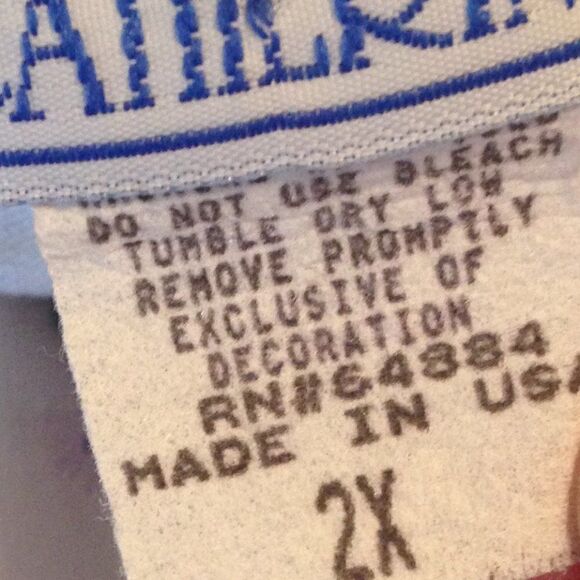 DO NOT USE BLEACH
TUMBLE DRY LOW
REMOVE PROMPTLY
EXCLUSIVE OF
DECORATION
RN#64884
MADE IN USA
2X